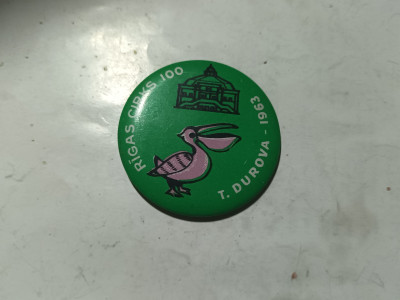 RĪGAS CIRKS 100
T. DUROVA - 1963